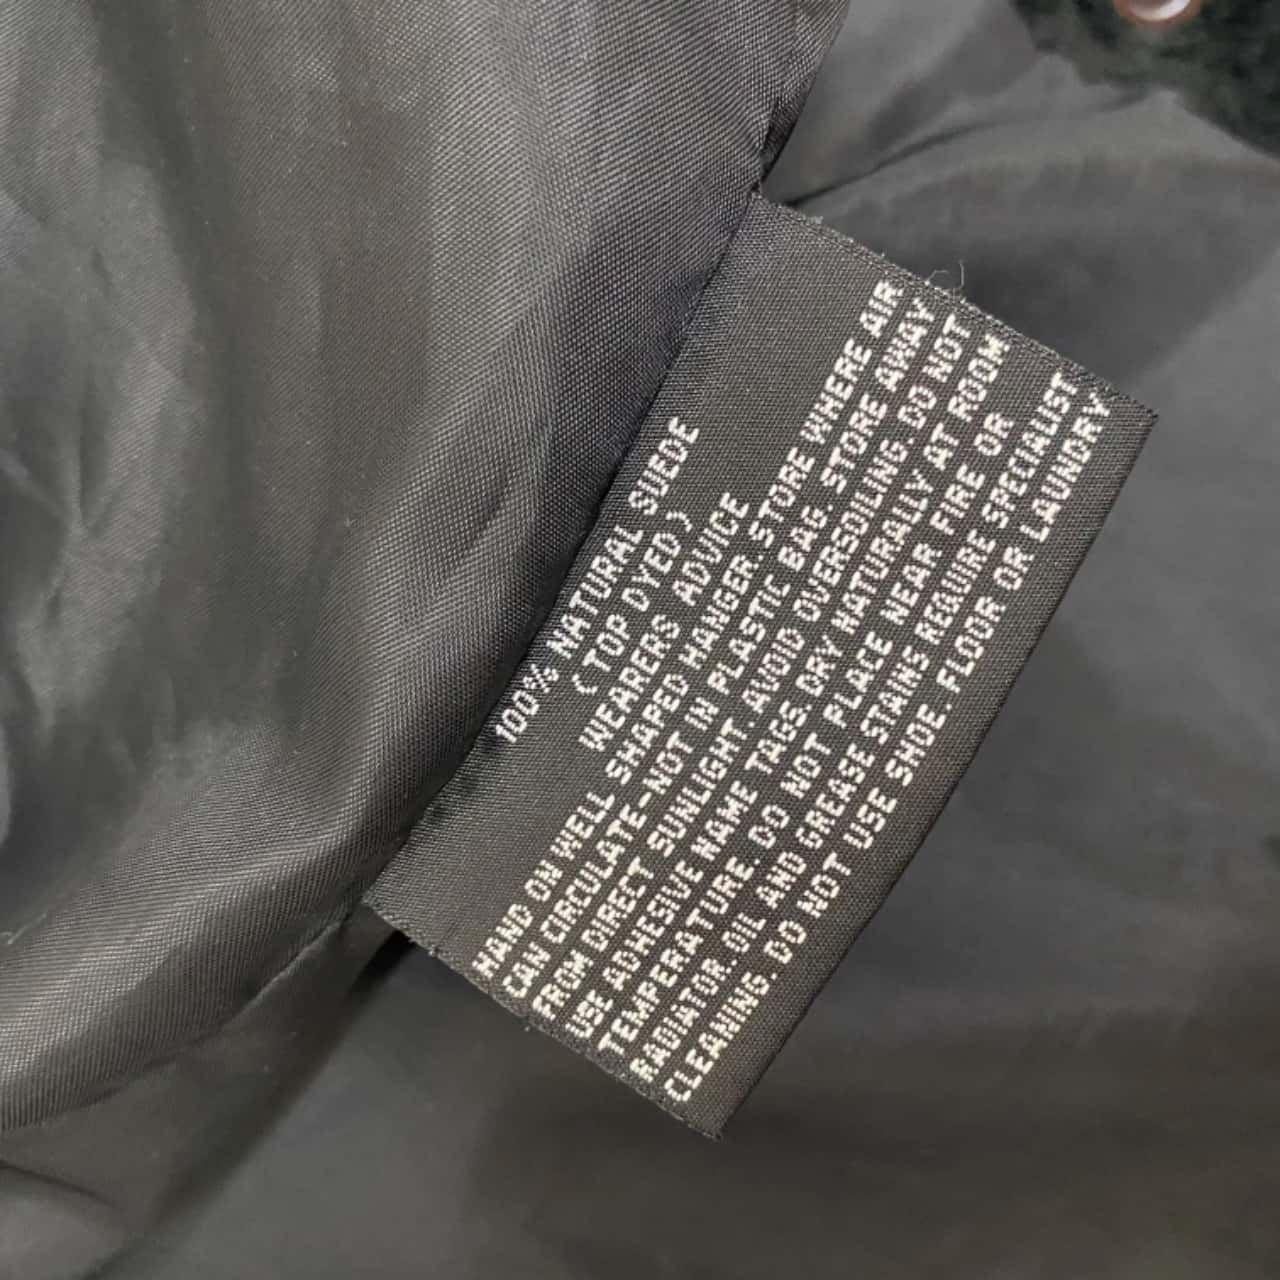 100% NATURAL SUEDE
(TOP DYED)
WEARERS ADVICE
HAND ON WELL SHAPED HANGER.STORE WHERE AIR
CAN CIRCULATE-NOT IN PLASTIC BAG. STORE AWAY
FROM DIRECT SUNLIGHT. AVOID OVERSOILING. DO NOT
USE ADHESIVE NAME TAGS. DRY NATURALLY AT ROOM
TEMPERATURE. DO NOT PLACE NEAR FIRE OR
RADIATOR. OIL AND GREASE STAINS REQUIRE SPECIALIST
CLEANING. DO NOT USE SHOE. FLOOR OR LAUNDRY